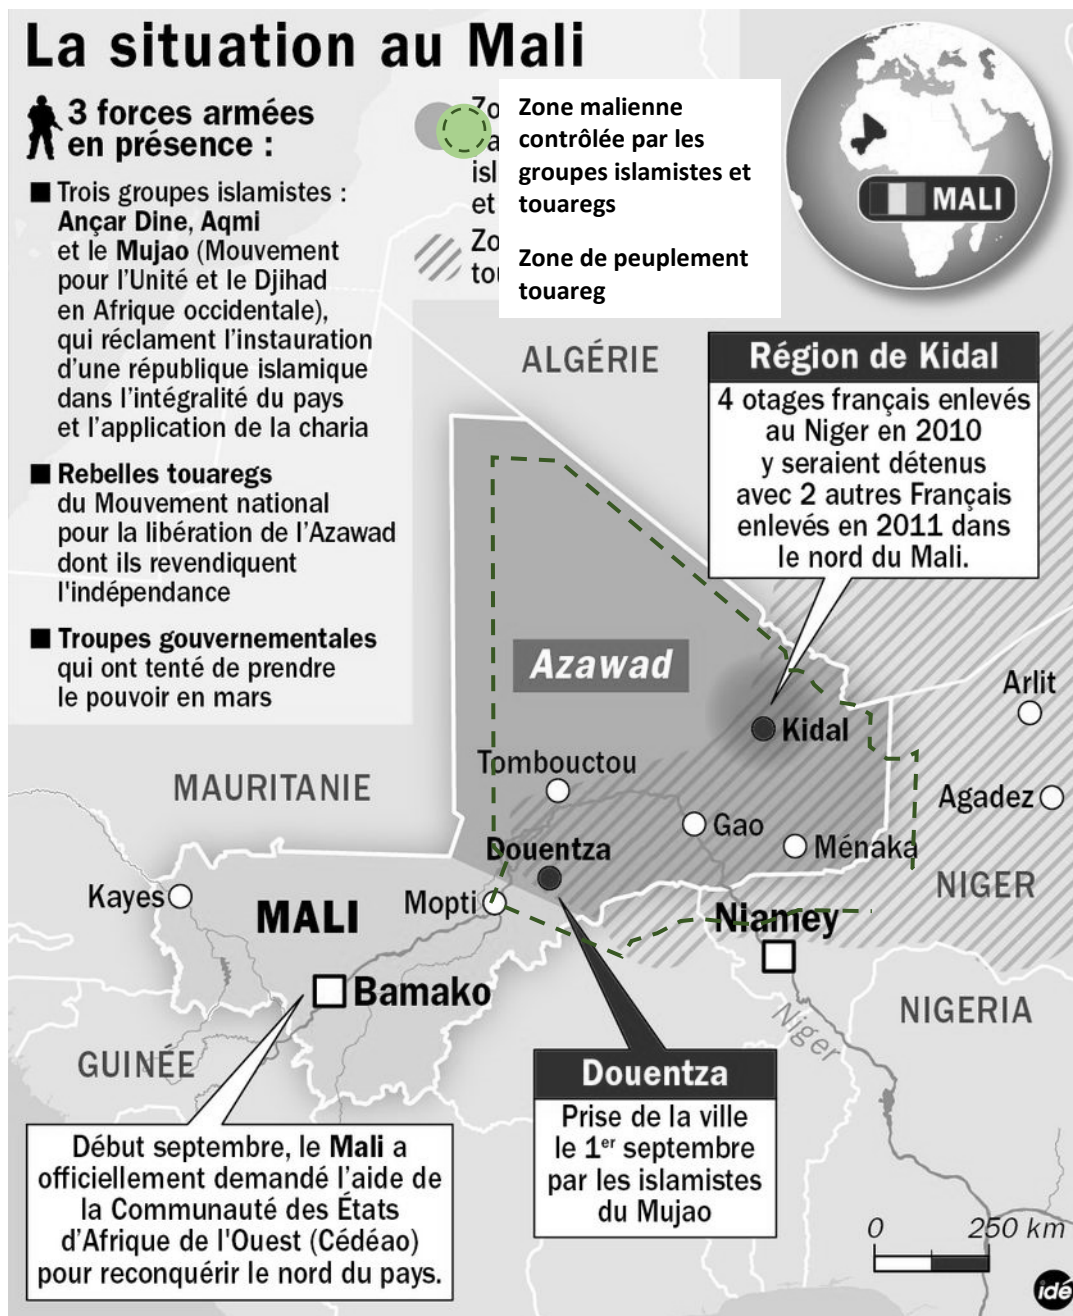 La situation au Mali
3 forces armées
en présence :
■ Trois groupes islamistes :
Ançar Dine, Aqmi
et le Mujao (Mouvement
pour l'Unité et le Djihad
en Afrique occidentale),
qui réclament l'instauration
d'une république islamique
dans l'intégralité du pays
et l'application de la charia
■ Rebelles touaregs
du Mouvement national
pour la libération de l'Azawad
dont ils revendiquent
l'indépendance
■ Troupes gouvernementales
qui ont tenté de prendre
le pouvoir en mars
Zone malienne
contrôlée par les
groupes islamistes et
touaregs
Zone de peuplement
touareg
MALI
ALGÉRIE
Région de Kidal
4 otages français enlevés
au Niger en 2010
y seraient détenus
avec 2 autres Français
enlevés en 2011 dans
le nord du Mali.
Azawad
Arlit
Kidal
Tombouctou
MAURITANIE
Agadez
Gao
Ménaka
Douentza
NIGER
Kayes
Mopti
MALI
Niamey
Bamako
NIGERIA
Niger
GUINÉE
Douentza
Prise de la ville
le 1er septembre
par les islamistes
du Mujao
Début septembre, le Mali a
officiellement demandé l'aide de
la Communauté des États
d'Afrique de l'Ouest (Cédéao)
pour reconquérir le nord du pays.
0 250 km
idé